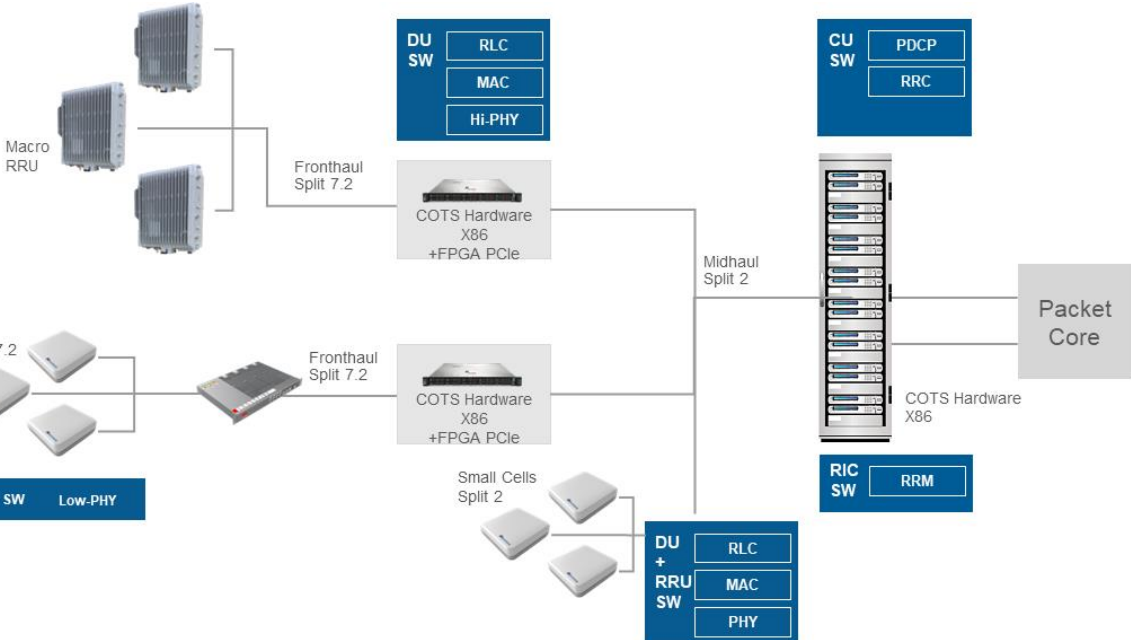 DU
SW
RLC
MAC
Hi-PHY
CU
SW
PDCP
RRC
Macro
RRU
Fronthaul
Split 7.2
COTS Hardware
X86
+FPGA PCIe
Midhaul
Split 2
Packet
Core
7.2
Fronthaul
Split 7.2
COTS Hardware
X86
+FPGA PCIe
COTS Hardware
X86
SW Low-PHY
Small Cells
Split 2
RIC
SW
RRM
DU
+
RRU
SW
RLC
MAC
PHY